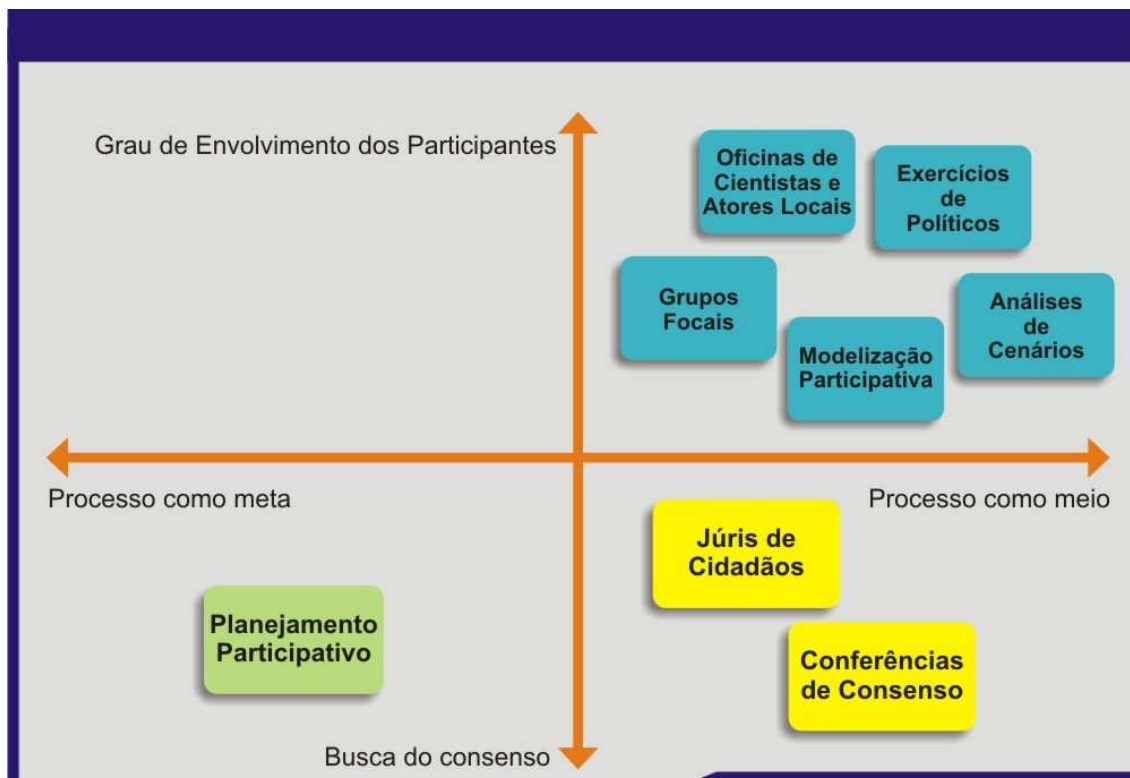 Grau de Envolvimento dos Participantes
Oficinas de
Cientistas e
Atores Locais
Exercícios
de
Políticos
Grupos
Focais
Modelização
Participativa
Análises
de
Cenários
Processo como meta
Processo como meio
Júris de
Cidadãos
Planejamento
Participativo
Conferências
de Consenso
Busca do consenso